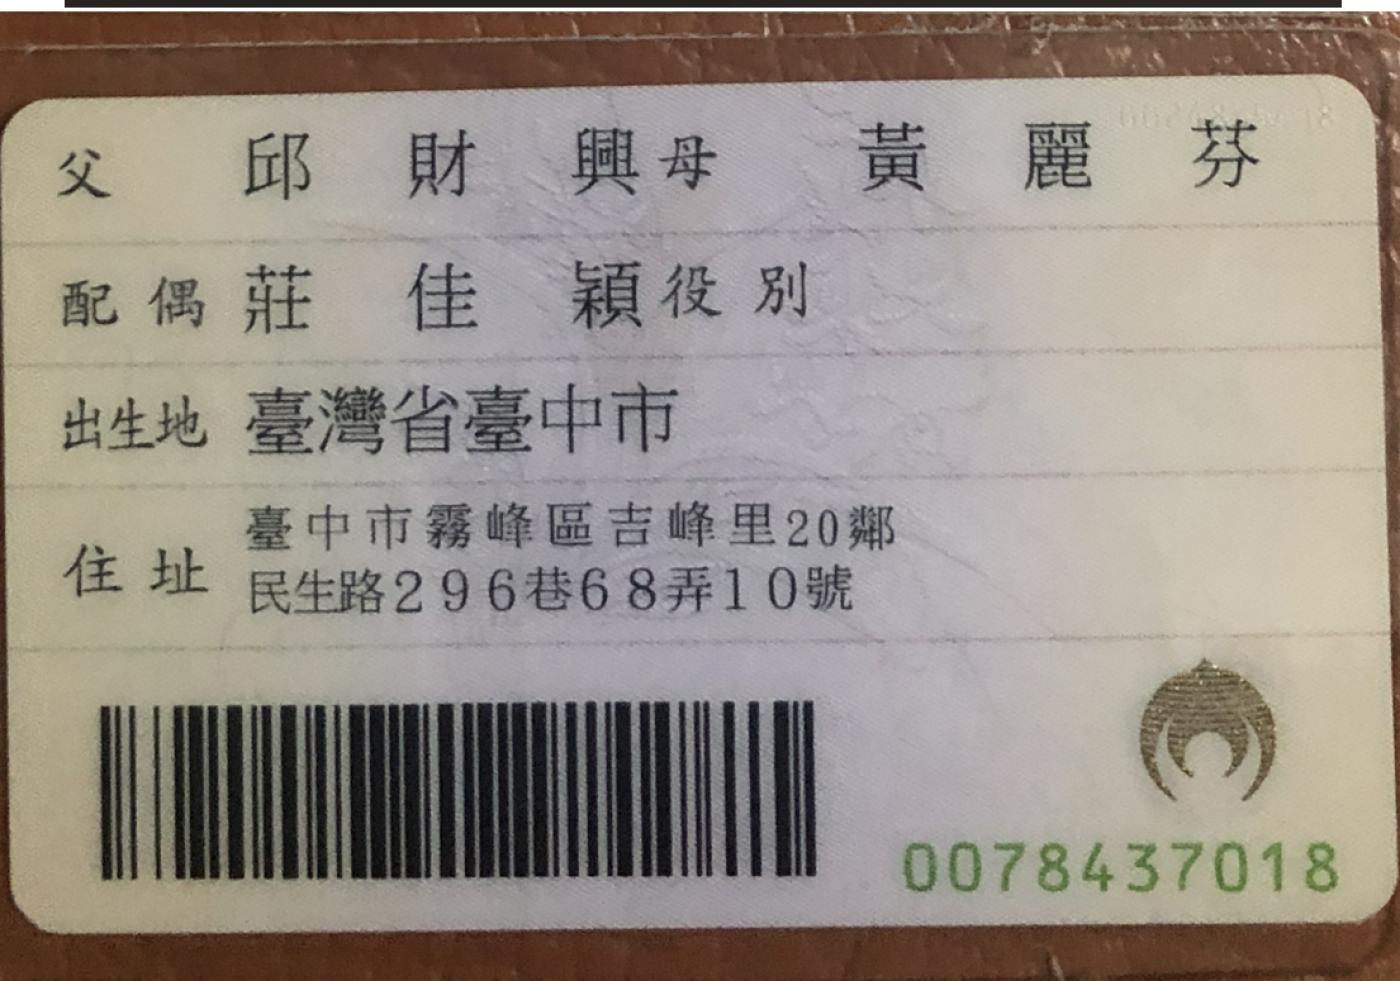 父 邱財興 母 黃麗芬
配偶 莊佳穎 役別
出生地 臺灣省臺中市
住址 臺中市霧峰區吉峰里20鄰
民生路296巷68弄10號
0078437018